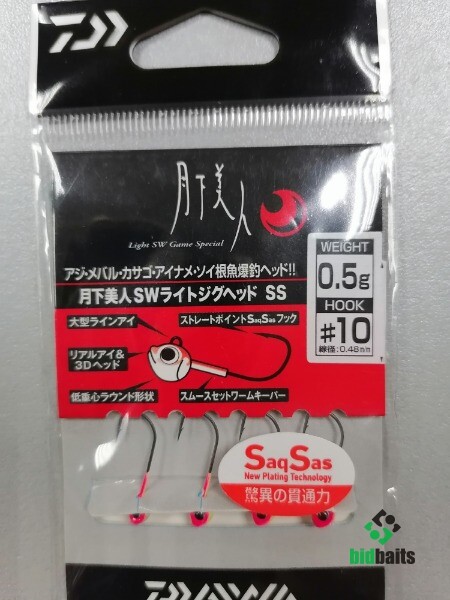 月下美人
Light SW Game Special
アジ・メバル・カサゴ・アイナメ・ソイ根魚爆釣ヘッド!!
月下美人SWライトジグヘッド SS
WEIGHT
0.5g
HOOK
#10
線径:0.48mm
大型ラインアイ
ストレートポイントSaqSasフック
リアルアイ&
3Dヘッド
低重心ラウンド形状
スムースセットワームキーパー
SaqSas
New Plating Technology
驚異の貫通力
bidbaits
DAIWA